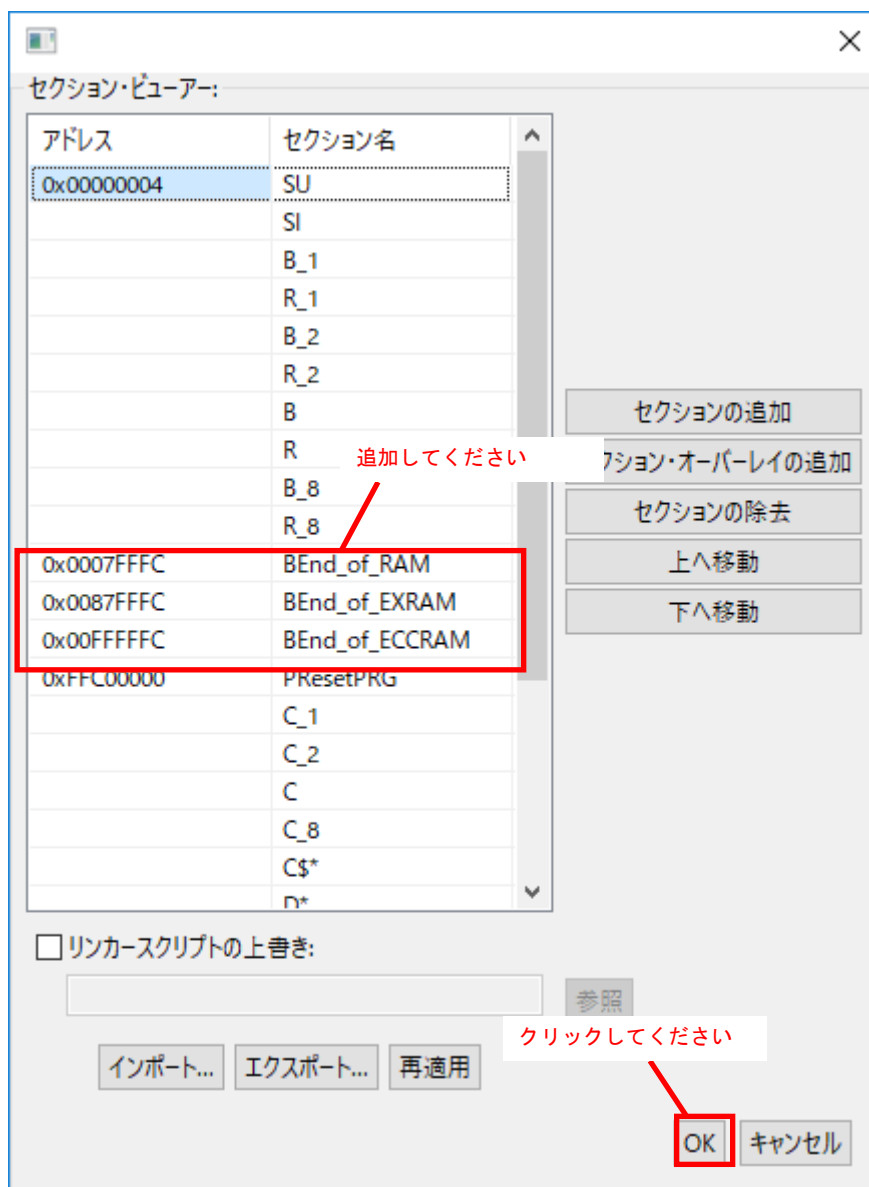 セクション・ビューアー:
アドレス セクション名
0x00000004 SU
SI
B_1
R_1
B_2
R_2
B
R
B_8
R_8
追加してください
0x0007FFFC BEnd_of_RAM
0x0087FFFC BEnd_of_EXRAM
0x00FFFFFC BEnd_of_ECCRAM
0xFFC00000 PResetPRG
C_1
C_2
C
C_8
C$*
D*
セクションの追加
クション・オーバーレイの追加
セクションの除去
上へ移動
下へ移動
リンカースクリプトの上書き:
参照
クリックしてください
インポート... エクスポート... 再適用
OK キャンセル